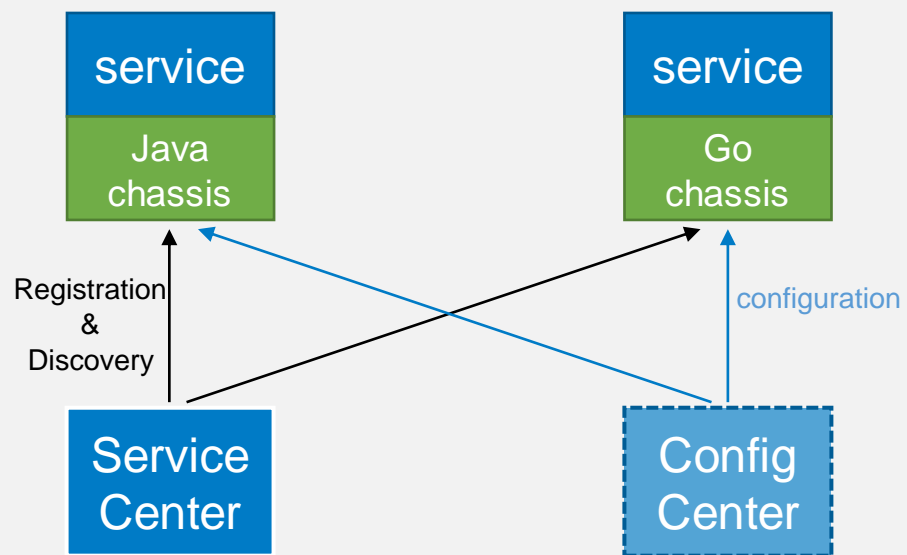 service
service
Java
chassis
Go
chassis
Registration
&
Discovery
configuration
Service
Center
Config
Center